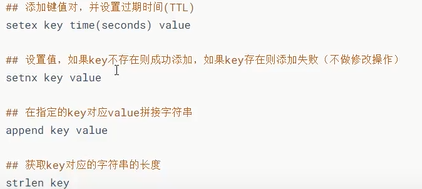 ## 添加键值对，并设置过期时间(TTL)
setex key time(seconds) value
## 设置值，如果key不存在则成功添加，如果key存在则添加失败（不做修改操作）
setnx key value
## 在指定的key对应value拼接字符串
append key value
## 获取key对应的字符串的长度
strlen key